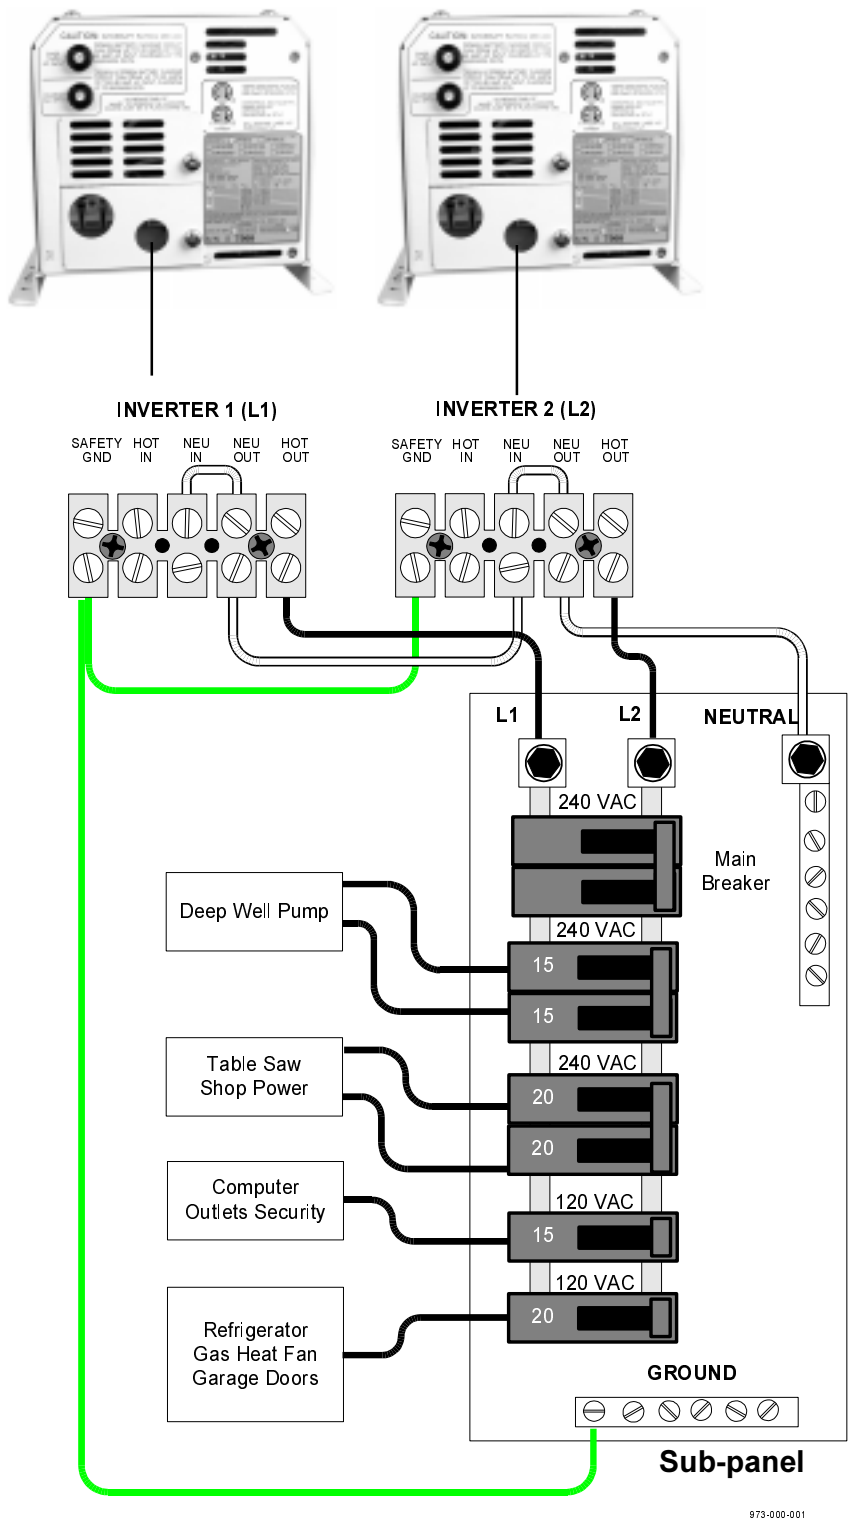 CAUTION
CAUTION
INVERTER 1 (L1)
INVERTER 2 (L2)
SAFETY GND
HOT IN
NEU IN
NEU OUT
HOT OUT
SAFETY GND
HOT IN
NEU IN
NEU OUT
HOT OUT
L1
L2
NEUTRAL
240 VAC
Main
Breaker
Deep Well Pump
240 VAC
15
15
Table Saw
Shop Power
240 VAC
20
20
Computer
Outlets Security
120 VAC
15
120 VAC
20
Refrigerator
Gas Heat Fan
Garage Doors
GROUND
Sub-panel
973-000-001